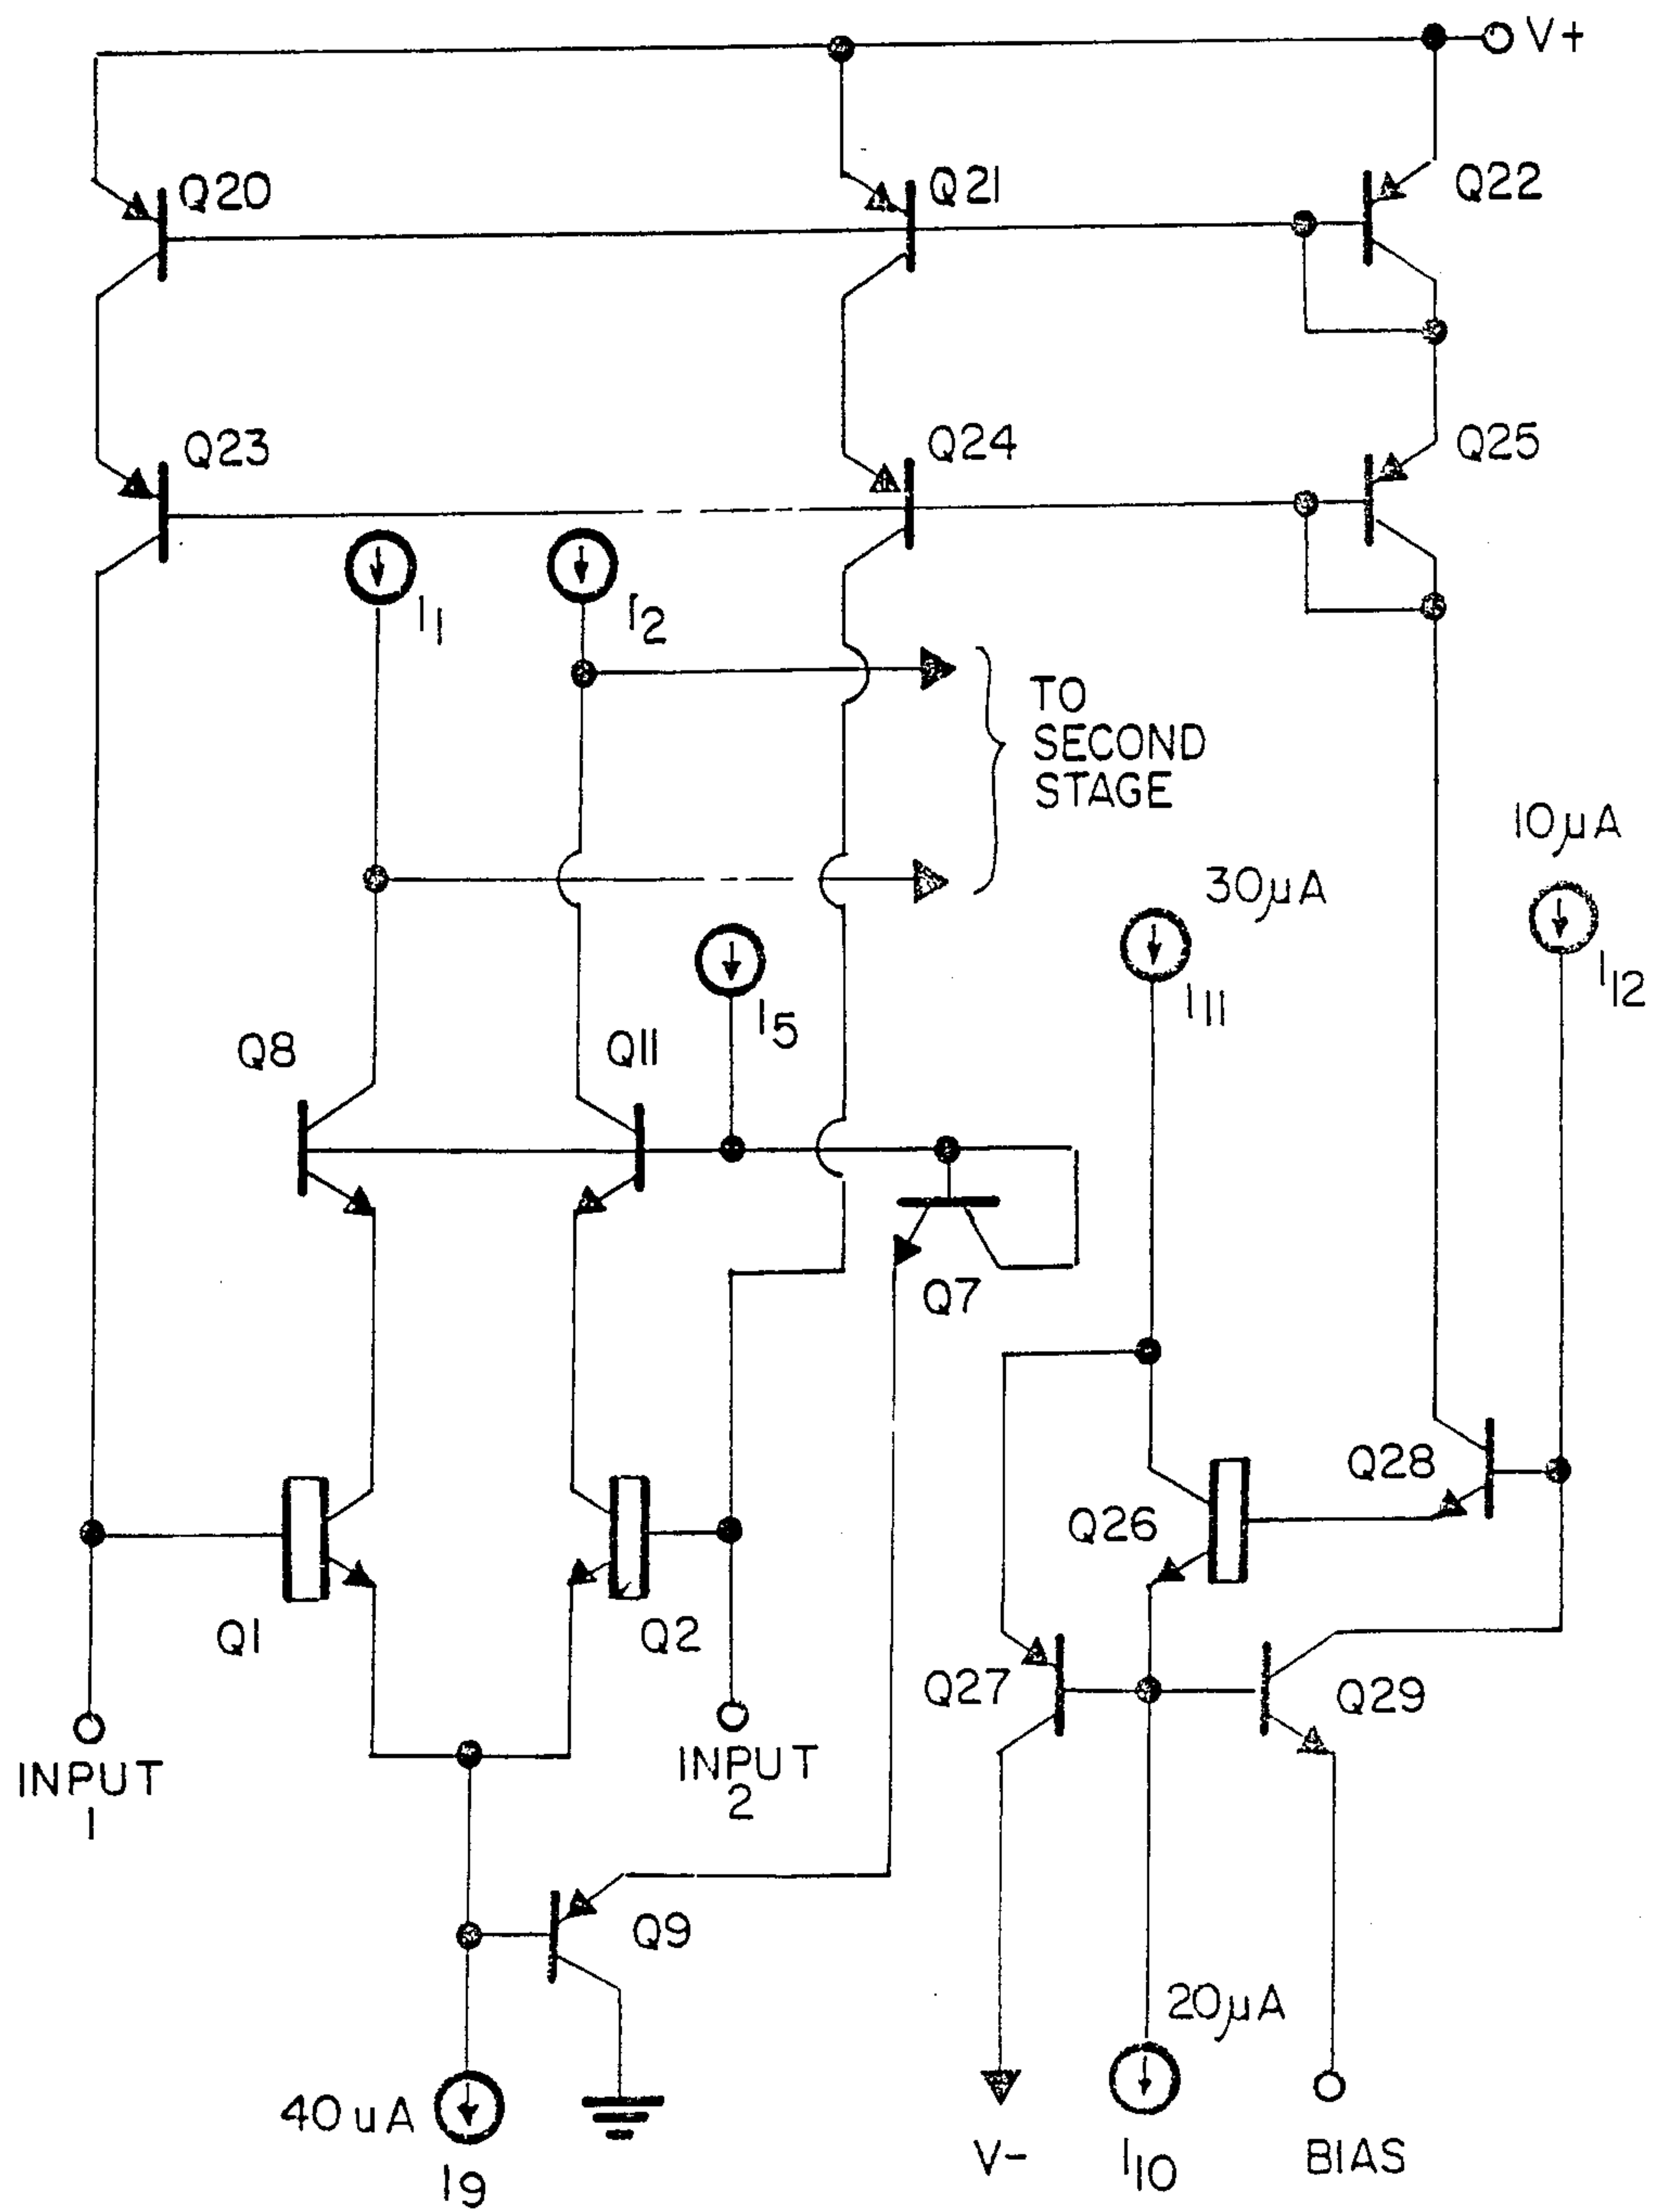 V+
Q20
Q21
Q22
Q23
Q24
Q25
I1
I2
TO
SECOND
STAGE
10µA
30µA
I5
I11
I12
Q8
Q11
Q7
Q28
Q26
Q1
Q2
Q27
Q29
INPUT
1
INPUT
2
Q9
20µA
40uA
V-
I10
BIAS
I9